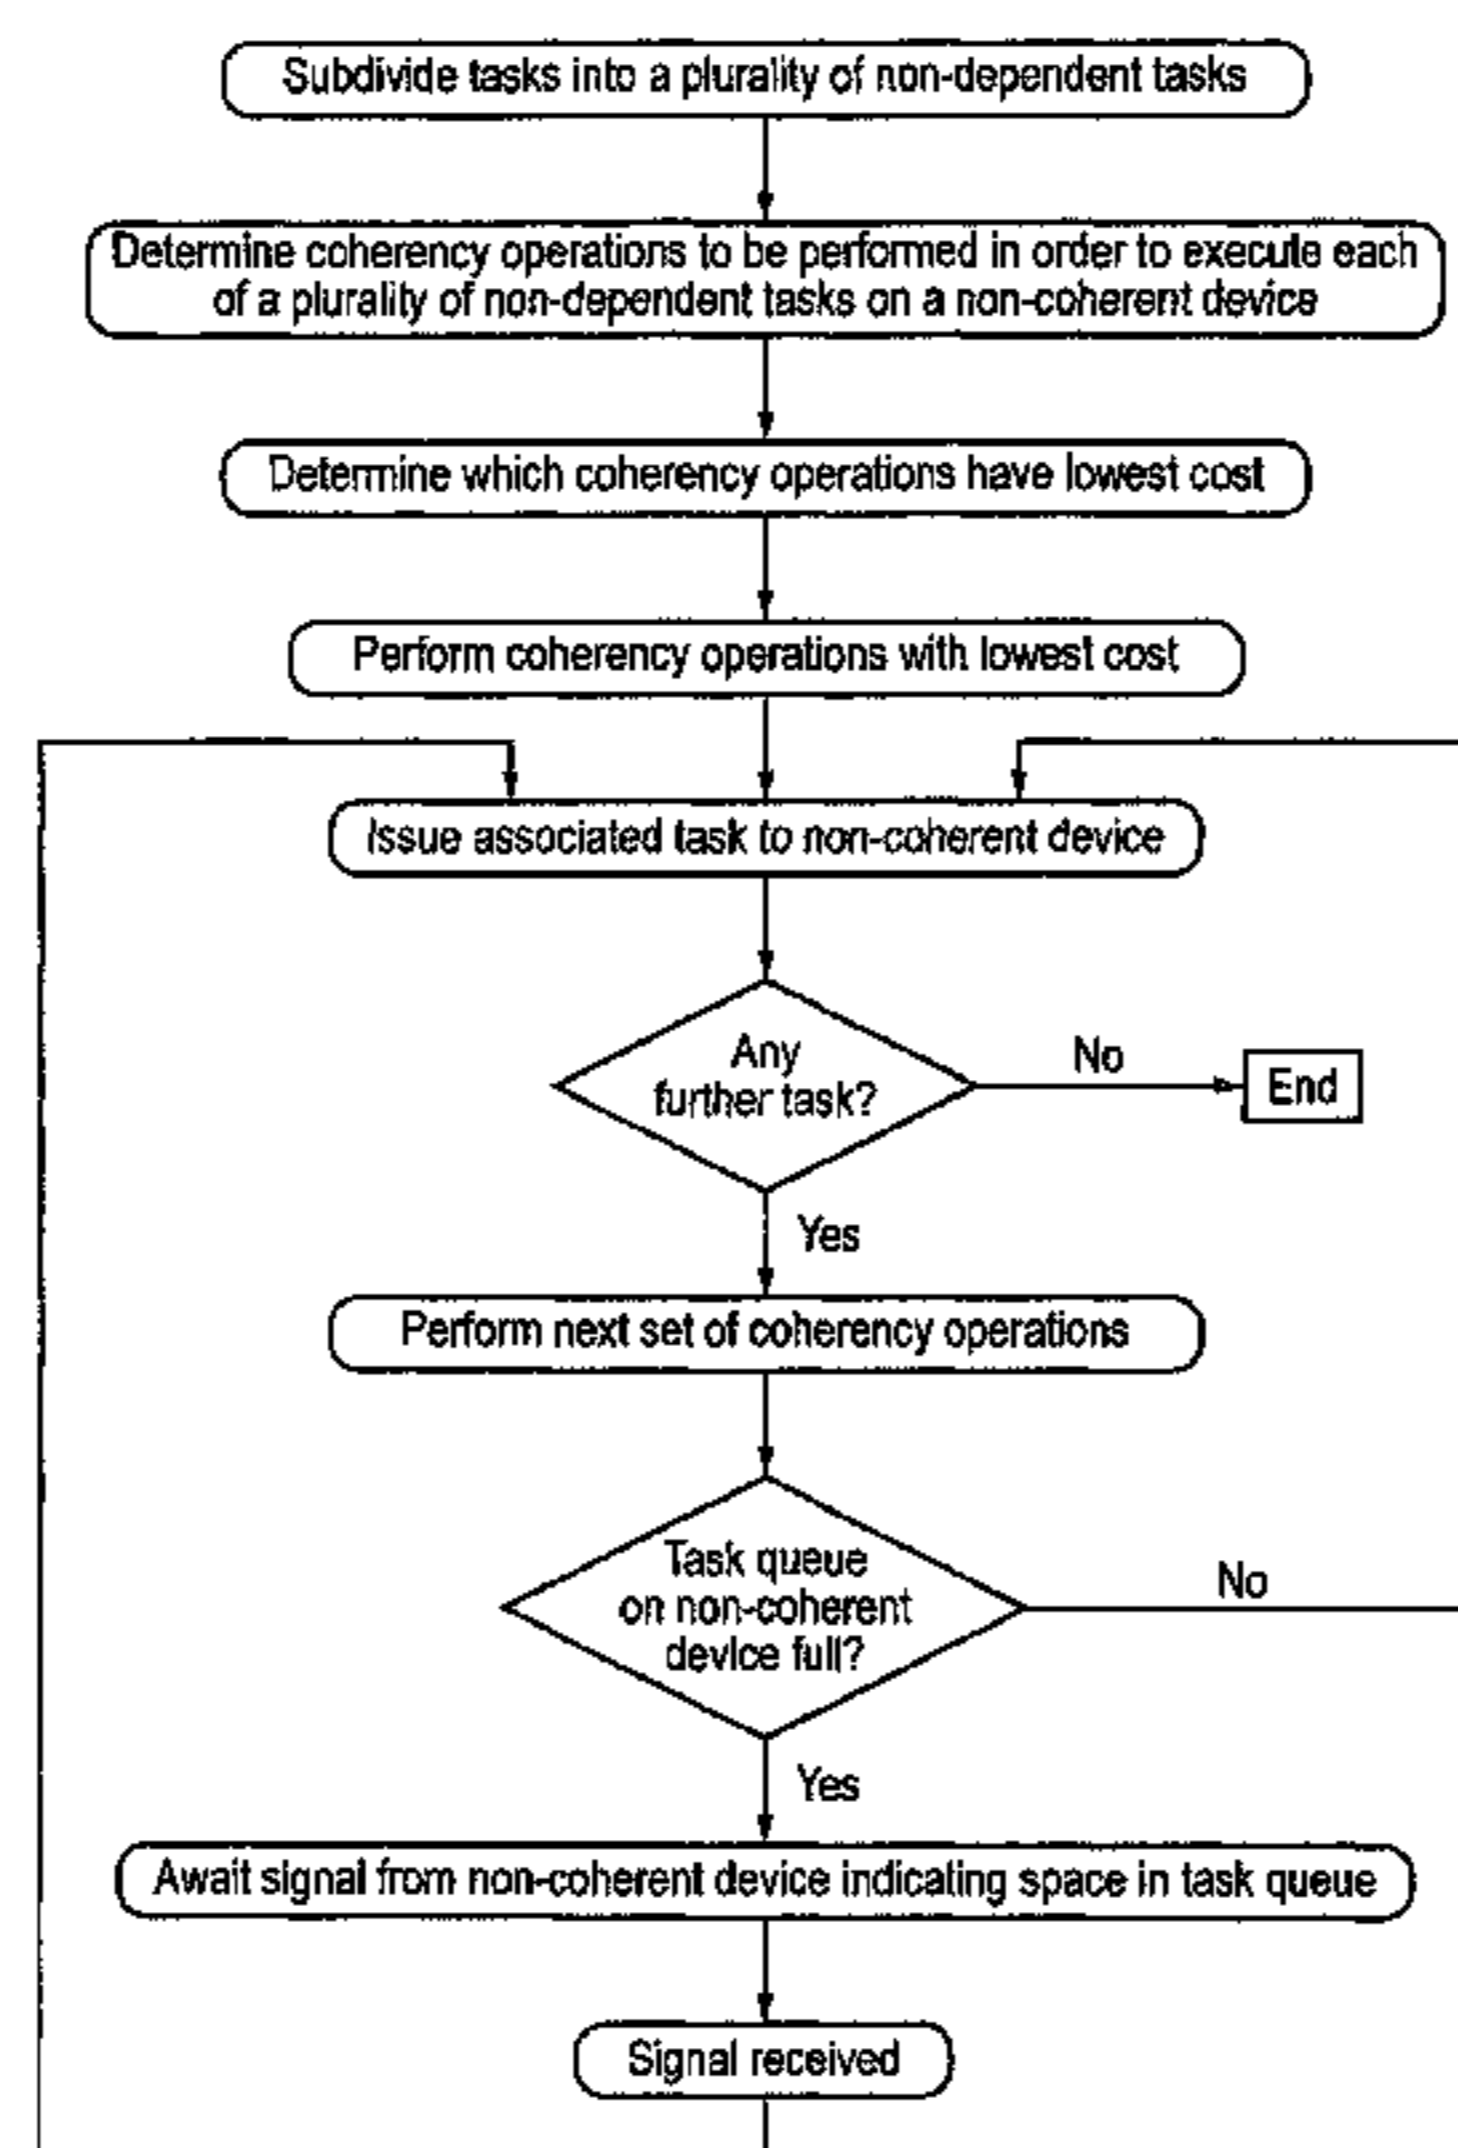 Subdivide tasks into a plurality of non-dependent tasks
Determine coherency operations to be performed in order to execute each
of a plurality of non-dependent tasks on a non-coherent device
Determine which coherency operations have lowest cost
Perform coherency operations with lowest cost
Issue associated task to non-coherent device
Any
further task?
No
End
Yes
Perform next set of coherency operations
Task queue
on non-coherent
device full?
No
Yes
Await signal from non-coherent device indicating space in task queue
Signal received